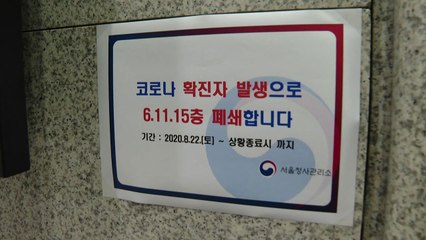 코로나 확진자 발생으로
6.11.15층 폐쇄합니다
기간 : 2020.8.22.(토) ~ 상황종료시 까지
서울청사관리소